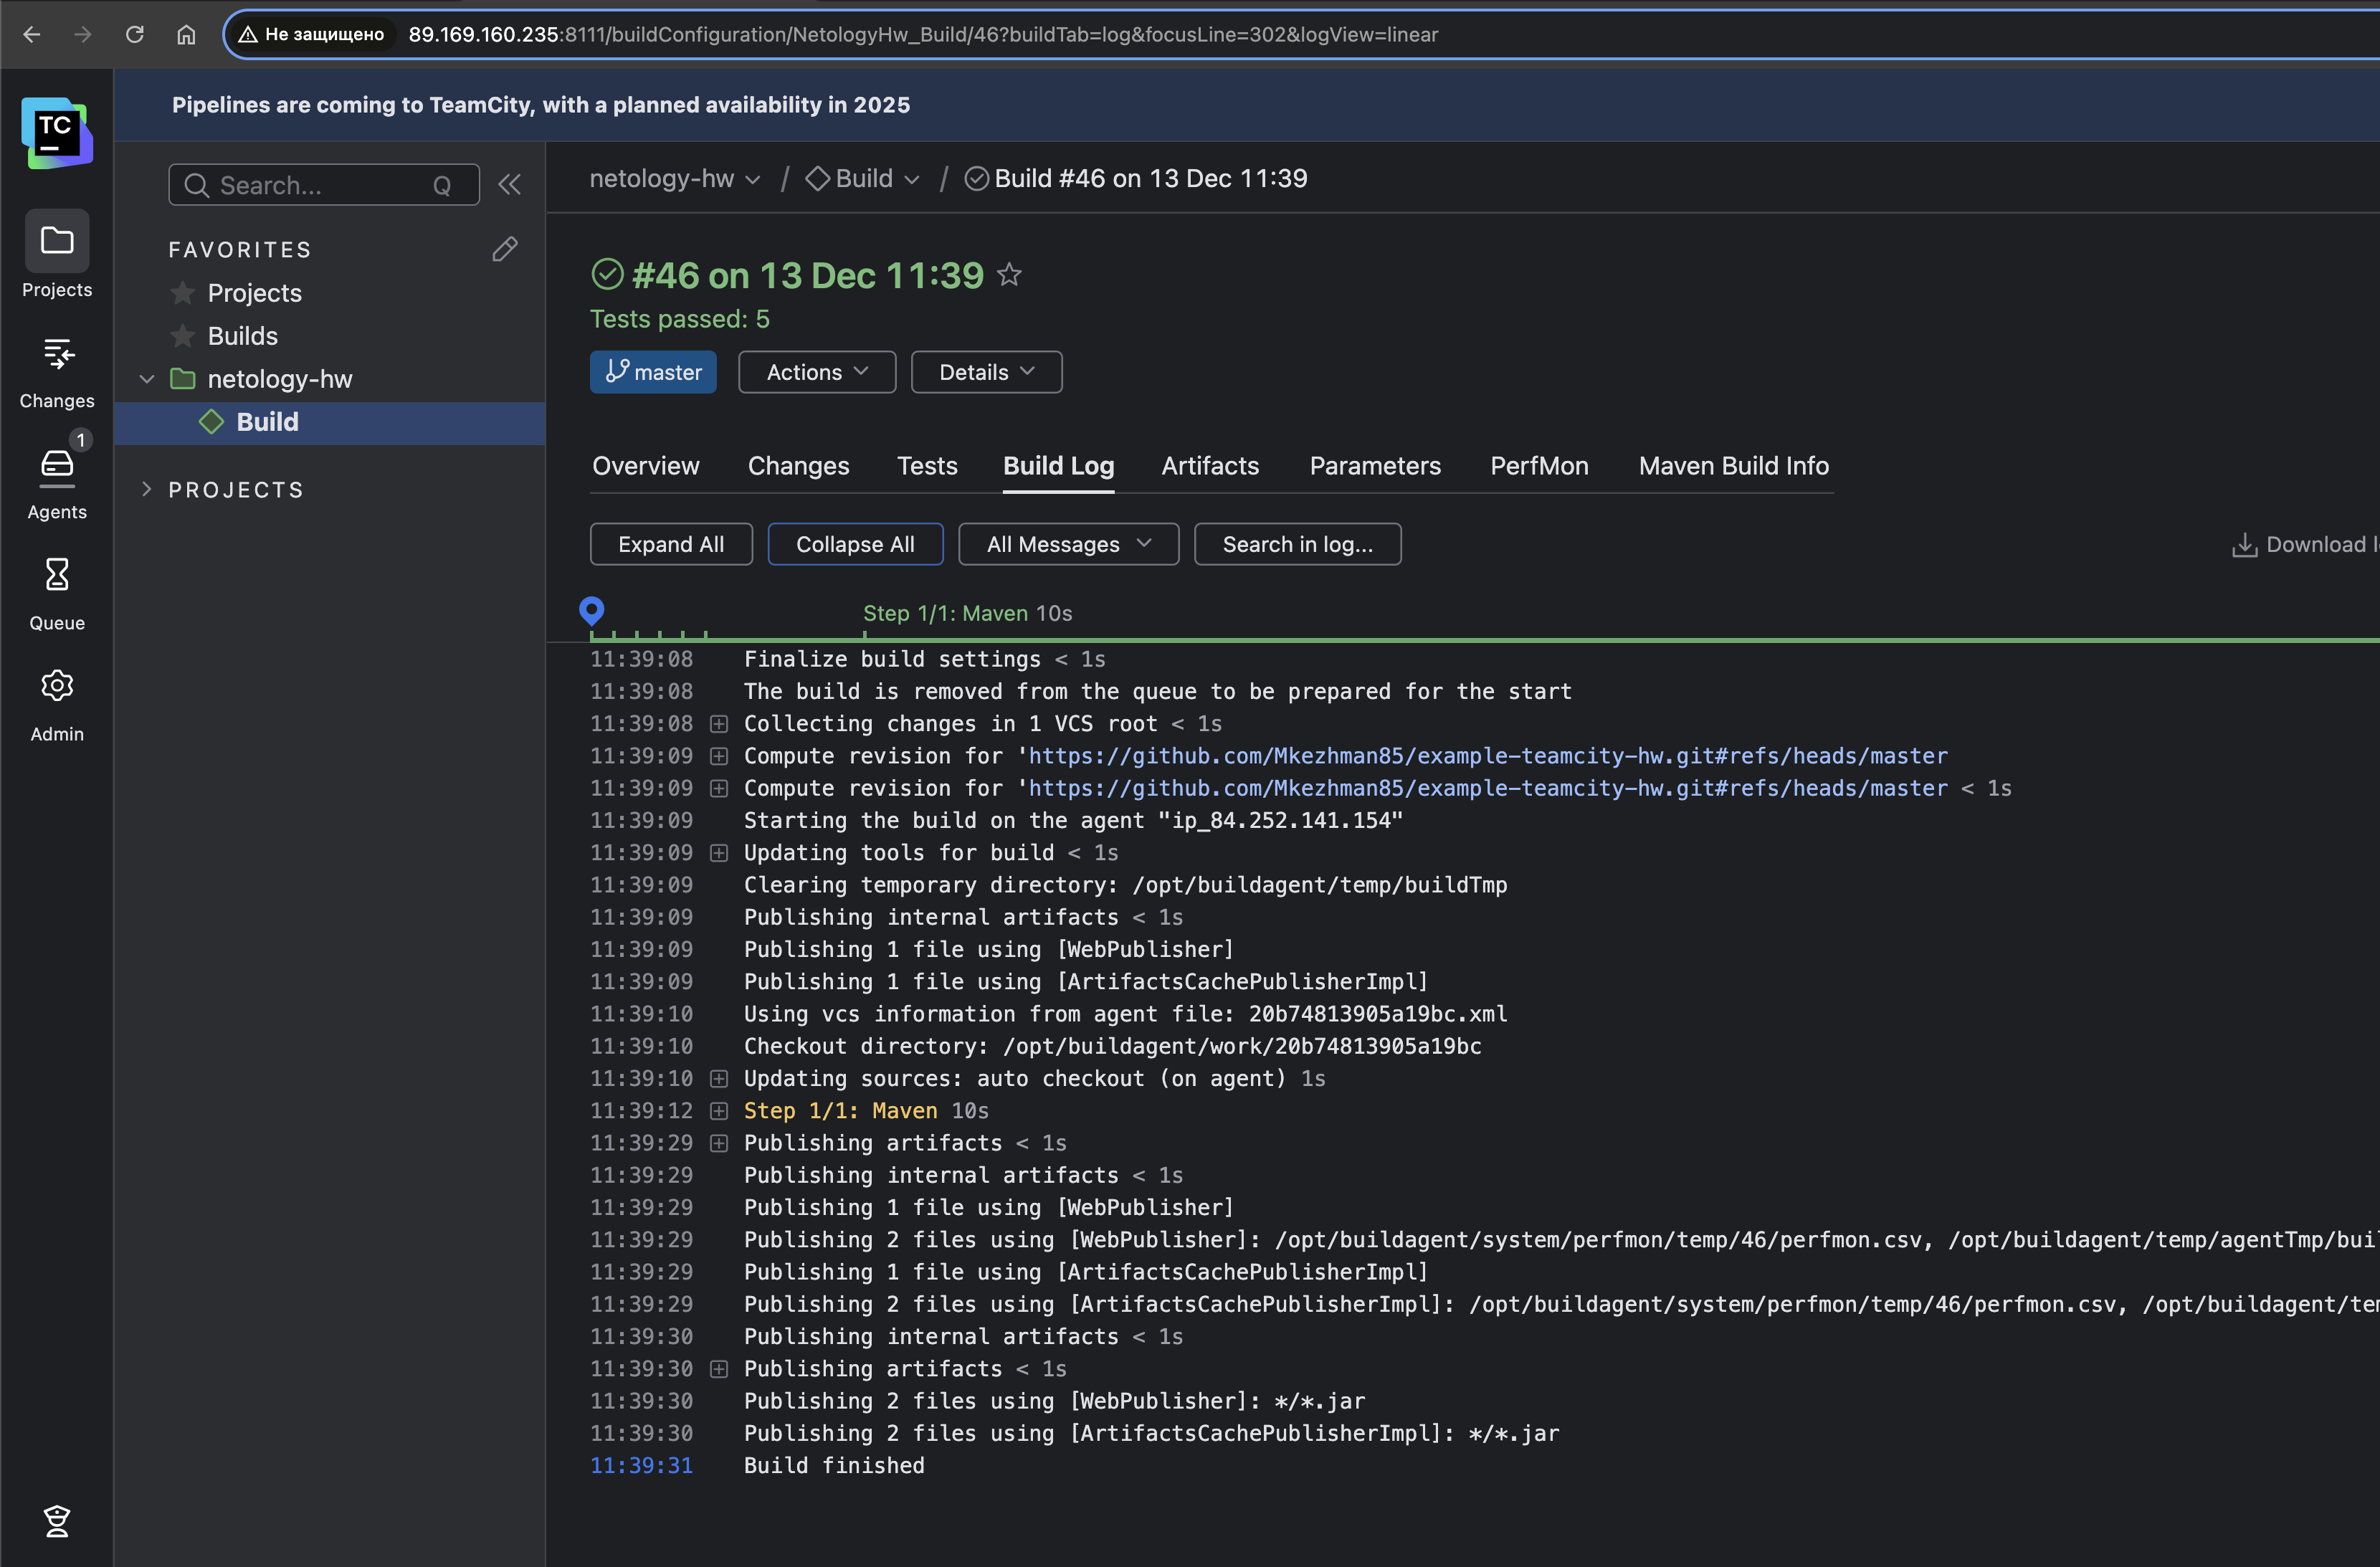 Не защищено 89.169.160.235:8111/buildConfiguration/NetologyHw_Build/46?buildTab=log&focusLine=302&logView=linear
TC
Pipelines are coming to TeamCity, with a planned availability in 2025
Search... Q
netology-hw / Build / Build #46 on 13 Dec 11:39
FAVORITES
Projects
Builds
netology-hw
Build
PROJECTS
Projects
Changes
1
Agents
Queue
Admin
#46 on 13 Dec 11:39
Tests passed: 5
master Actions Details
Overview Changes Tests Build Log Artifacts Parameters PerfMon Maven Build Info
Expand All Collapse All All Messages Search in log... Download
Step 1/1: Maven 10s
11:39:08 Finalize build settings < 1s
11:39:08 The build is removed from the queue to be prepared for the start
11:39:08 Collecting changes in 1 VCS root < 1s
11:39:09 Compute revision for 'https://github.com/Mkezhman85/example-teamcity-hw.git#refs/heads/master
11:39:09 Compute revision for 'https://github.com/Mkezhman85/example-teamcity-hw.git#refs/heads/master < 1s
11:39:09 Starting the build on the agent "ip_84.252.141.154"
11:39:09 Updating tools for build < 1s
11:39:09 Clearing temporary directory: /opt/buildagent/temp/buildTmp
11:39:09 Publishing internal artifacts < 1s
11:39:09 Publishing 1 file using [WebPublisher]
11:39:09 Publishing 1 file using [ArtifactsCachePublisherImpl]
11:39:10 Using vcs information from agent file: 20b74813905a19bc.xml
11:39:10 Checkout directory: /opt/buildagent/work/20b74813905a19bc
11:39:10 Updating sources: auto checkout (on agent) 1s
11:39:12 Step 1/1: Maven 10s
11:39:29 Publishing artifacts < 1s
11:39:29 Publishing internal artifacts < 1s
11:39:29 Publishing 1 file using [WebPublisher]
11:39:29 Publishing 2 files using [WebPublisher]: /opt/buildagent/system/perfmon/temp/46/perfmon.csv, /opt/buildagent/temp/agentTmp/buil
11:39:29 Publishing 1 file using [ArtifactsCachePublisherImpl]
11:39:29 Publishing 2 files using [ArtifactsCachePublisherImpl]: /opt/buildagent/system/perfmon/temp/46/perfmon.csv, /opt/buildagent/tem
11:39:30 Publishing internal artifacts < 1s
11:39:30 Publishing artifacts < 1s
11:39:30 Publishing 2 files using [WebPublisher]: */*.jar
11:39:30 Publishing 2 files using [ArtifactsCachePublisherImpl]: */*.jar
11:39:31 Build finished